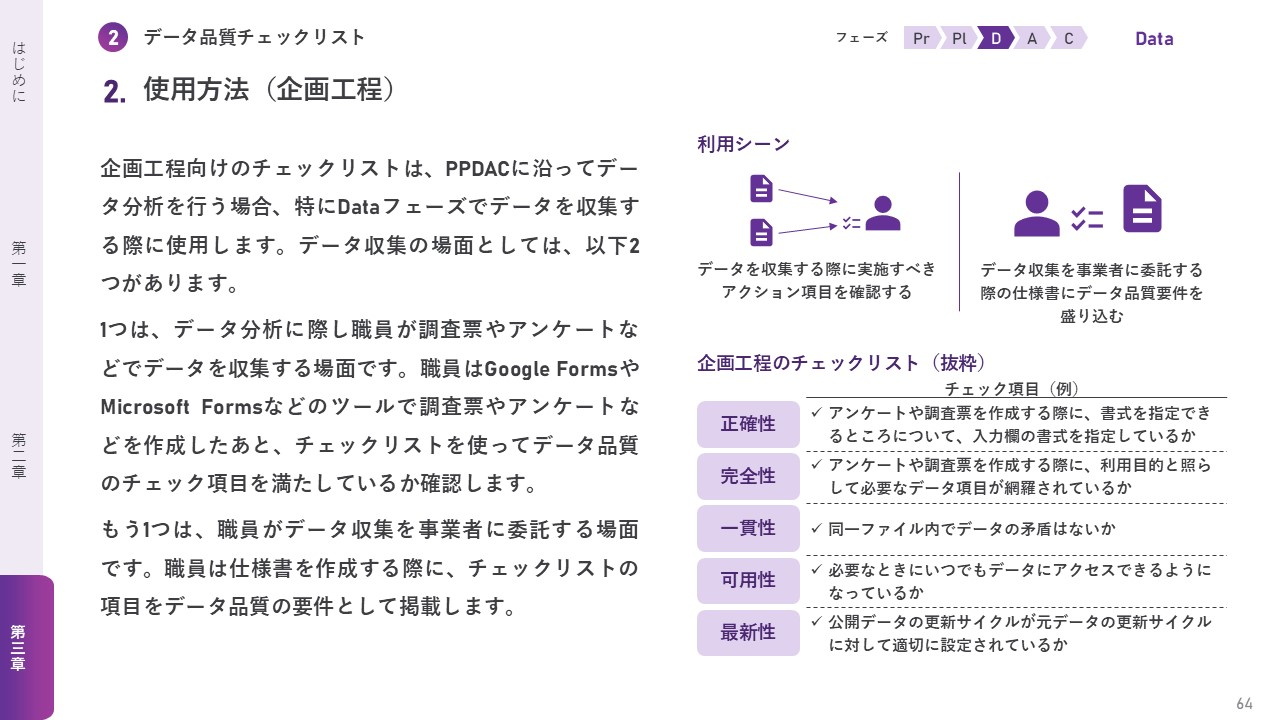 はじめに
第一章
第二章
第三章
2 データ品質チェックリスト
フェーズ Pr Pl D A C Data
2. 使用方法（企画工程）
企画工程向けのチェックリストは、PPDACに沿ってデー
タ分析を行う場合、特にDataフェーズでデータを収集す
る際に使用します。データ収集の場面としては、以下2
つがあります。
1つは、データ分析に際し職員が調査票やアンケートな
どでデータを収集する場面です。職員はGoogle Formsや
Microsoft Formsなどのツールで調査票やアンケートな
どを作成したあと、チェックリストを使ってデータ品質
のチェック項目を満たしているか確認します。
もう1つは、職員がデータ収集を事業者に委託する場面
です。職員は仕様書を作成する際に、チェックリストの
項目をデータ品質の要件として掲載します。
利用シーン
データを収集する際に実施すべき
アクション項目を確認する
データ収集を事業者に委託する
際の仕様書にデータ品質要件を
盛り込む
企画工程のチェックリスト（抜粋）
チェック項目（例）
正確性
✓ アンケートや調査票を作成する際に、書式を指定でき
るところについて、入力欄の書式を指定しているか
完全性
✓ アンケートや調査票を作成する際に、利用目的と照ら
して必要なデータ項目が網羅されているか
一貫性
✓ 同一ファイル内でデータの矛盾はないか
可用性
✓ 必要なときにいつでもデータにアクセスできるように
なっているか
最新性
✓ 公開データの更新サイクルが元データの更新サイクル
に対して適切に設定されているか
64